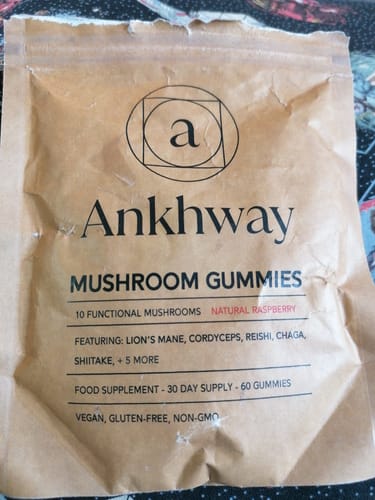 a
Ankhway
MUSHROOM GUMMIES
10 FUNCTIONAL MUSHROOMS NATURAL RASPBERRY
FEATURING: LION'S MANE, CORDYCEPS, REISHI, CHAGA,
SHIITAKE, + 5 MORE
FOOD SUPPLEMENT - 30 DAY SUPPLY - 60 GUMMIES
VEGAN, GLUTEN-FREE, NON-GMO